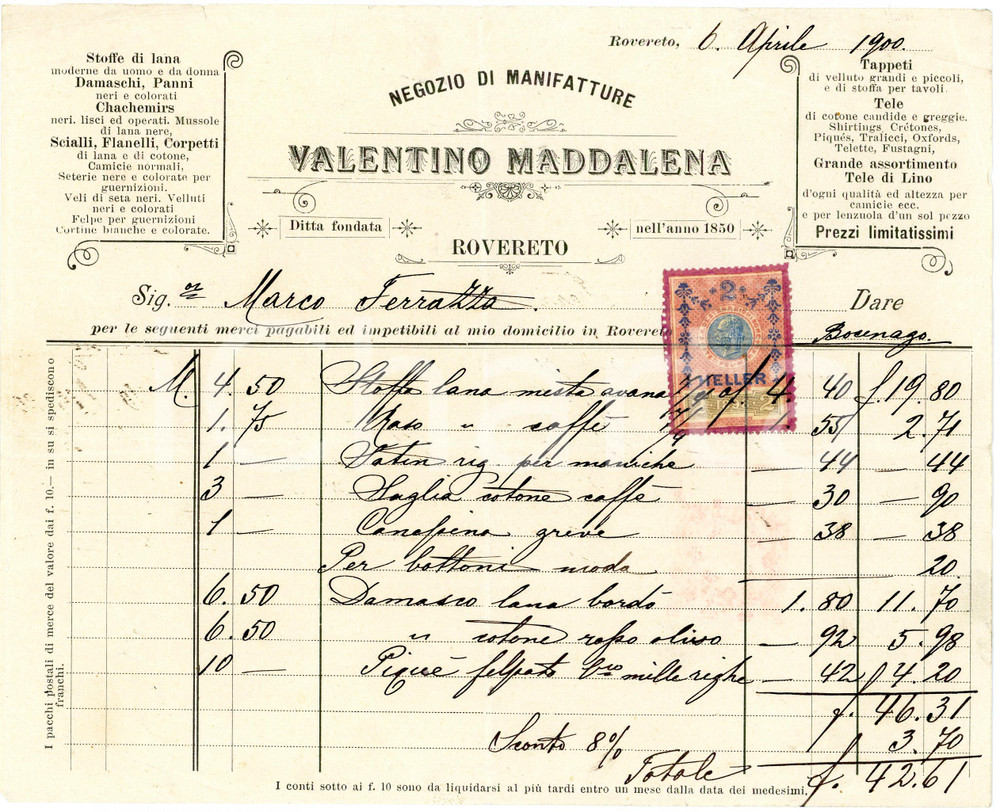 Rovereto, 6. Aprile 1900.
Stoffe di lana
moderne da uomo e da donna
Damaschi, Panni
neri e colorati
Chachemirs
neri. lisci ed operati. Mussole
di lana nere,
Scialli, Flanelli, Corpetti
di lana e di cotone,
Camicie normali,
Seterie nere e colorate per
guernizioni.
Veli di seta neri. Velluti
neri e colorati
Felpe per guernizioni
Cortine bianche e colorate.
NEGOZIO DI MANIFATTURE
VALENTINO MADDALENA
Ditta fondata
nell'anno 1850
ROVERETO
Tappeti
di velluto grandi e piccoli,
e di stoffa per tavoli.
Tele
di cotone candide e greggie.
Shirtings, Crétones,
Piqués, Tralicci, Oxfords,
Telette, Fustagni,
Grande assortimento
Tele di Lino
d'ogni qualità ed altezza per
camicie ecc.
e per lenzuola d'un sol pezzo
Prezzi limitatissimi
Sig.or Marco Ferrazza. Dare
per le seguenti merci pagabili ed impetibili al mio domicilio in Rovereto
2
HELLER
M. 4. 50 Stoffa lana mista avana f. 4. 40 f. 19. 80
1. 75 Raso " caffè 1. 55 2. 71
1 — Satin rig. per maniche — 44 — 44
3 — Saglia cotone caffè — 30 — 90
1 — greve — 38 — 38
Per bottoni moda 20
6. 50 Damasco lana bordò 1. 80 11. 70
6. 50 " cotone rosso olivo — 92 5. 98
10 — Piquè felpato mille righe — 42 4. 20
f. 46. 31
Sconto 8% 3. 70
Totale f. 42. 61
I conti sotto ai f. 10 sono da liquidarsi al più tardi entro un mese dalla data dei medesimi.
I pacchi postali di merce del valore dai f. 10.— in su si spediscono
franchi.